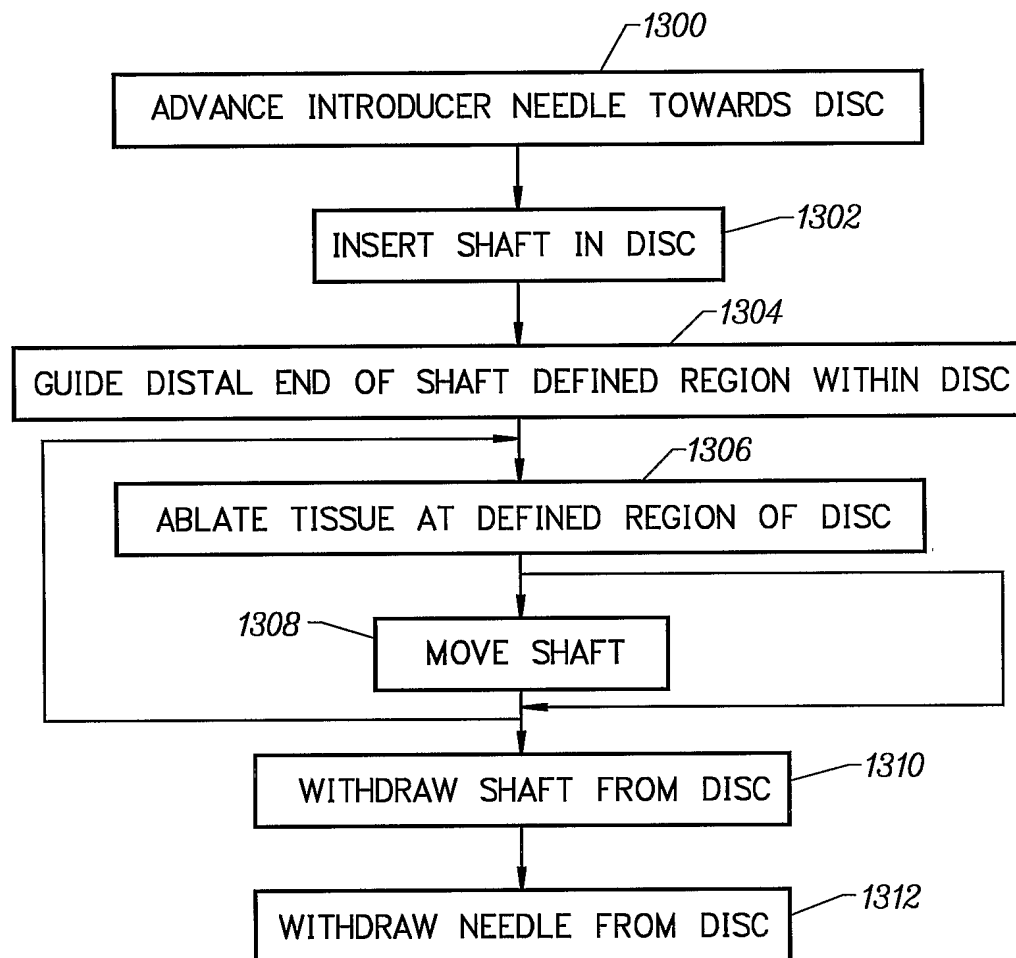 1300
ADVANCE INTRODUCER NEEDLE TOWARDS DISC
1302
INSERT SHAFT IN DISC
1304
GUIDE DISTAL END OF SHAFT DEFINED REGION WITHIN DISC
1306
ABLATE TISSUE AT DEFINED REGION OF DISC
1308
MOVE SHAFT
1310
WITHDRAW SHAFT FROM DISC
1312
WITHDRAW NEEDLE FROM DISC